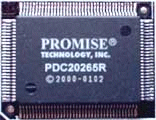 PROMISE®
TECHNOLOGY, INC.
PDC20265R
©2000-0102